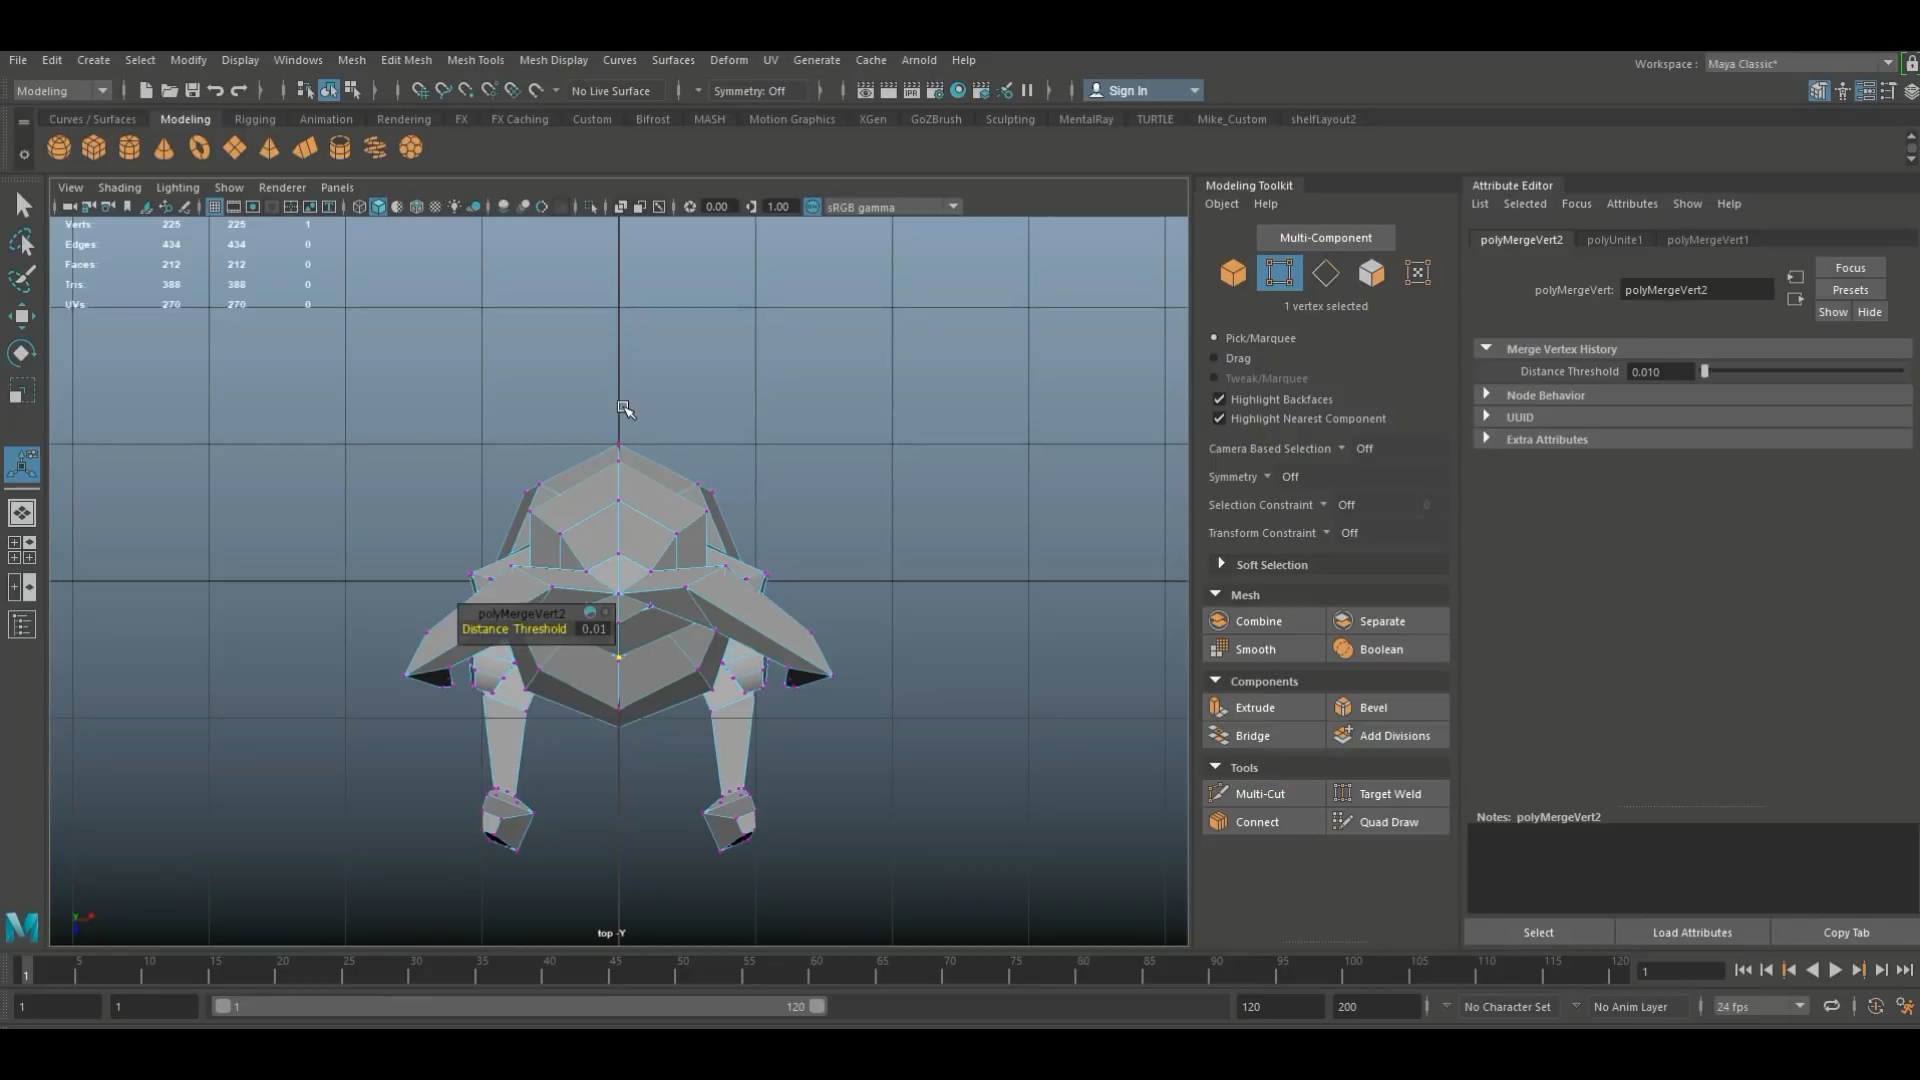 File Edit Create Select Modify Display Windows Mesh Edit Mesh Mesh Tools Mesh Display Curves Surfaces Deform UV Generate Cache Arnold Help
Workspace : Maya Classic*
Modeling No Live Surface Symmetry: Off Sign In
Curves / Surfaces Modeling Rigging Animation Rendering FX FX Caching Custom Bifrost MASH Motion Graphics XGen GoZBrush Sculpting MentalRay TURTLE Mike_Custom shelfLayout2
View Shading Lighting Show Renderer Panels
0.00 1.00 sRGB gamma
Verts: 225 225 1
Edges: 434 434 0
Faces: 212 212 0
Tris: 388 388 0
UVs: 270 270 0
polyMergeVert2
Distance Threshold 0.01
top -Y
Modeling Toolkit
Object Help
Multi-Component
1 vertex selected
Pick/Marquee
Drag
Tweak/Marquee
Highlight Backfaces
Highlight Nearest Component
Camera Based Selection Off
Symmetry Off
Selection Constraint Off 0
Transform Constraint Off
Soft Selection
Mesh
Combine Separate
Smooth Boolean
Components
Extrude Bevel
Bridge Add Divisions
Tools
Multi-Cut Target Weld
Connect Quad Draw
Attribute Editor
List Selected Focus Attributes Show Help
polyMergeVert2 polyUnite1 polyMergeVert1
polyMergeVert: polyMergeVert2
Focus
Presets
Show Hide
Merge Vertex History
Distance Threshold 0.010
Node Behavior
UUID
Extra Attributes
Notes: polyMergeVert2
Select Load Attributes Copy Tab
1 5 10 15 20 25 30 35 40 45 50 55 60 65 70 75 80 85 90 95 100 105 110 115 120 1
1 1 1 120 120 200 No Character Set No Anim Layer 24 fps